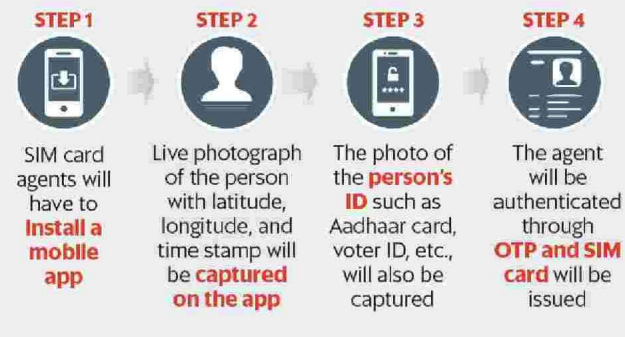 STEP 1
SIM card
agents will
have to
install a
mobile
app
STEP 2
Live photograph
of the person
with latitude,
longitude, and
time stamp will
be captured
on the app
STEP 3
The photo of
the person's
ID such as
Aadhaar card,
voter ID, etc.,
will also be
captured
STEP 4
The agent
will be
authenticated
through
OTP and SIM
card will be
issued